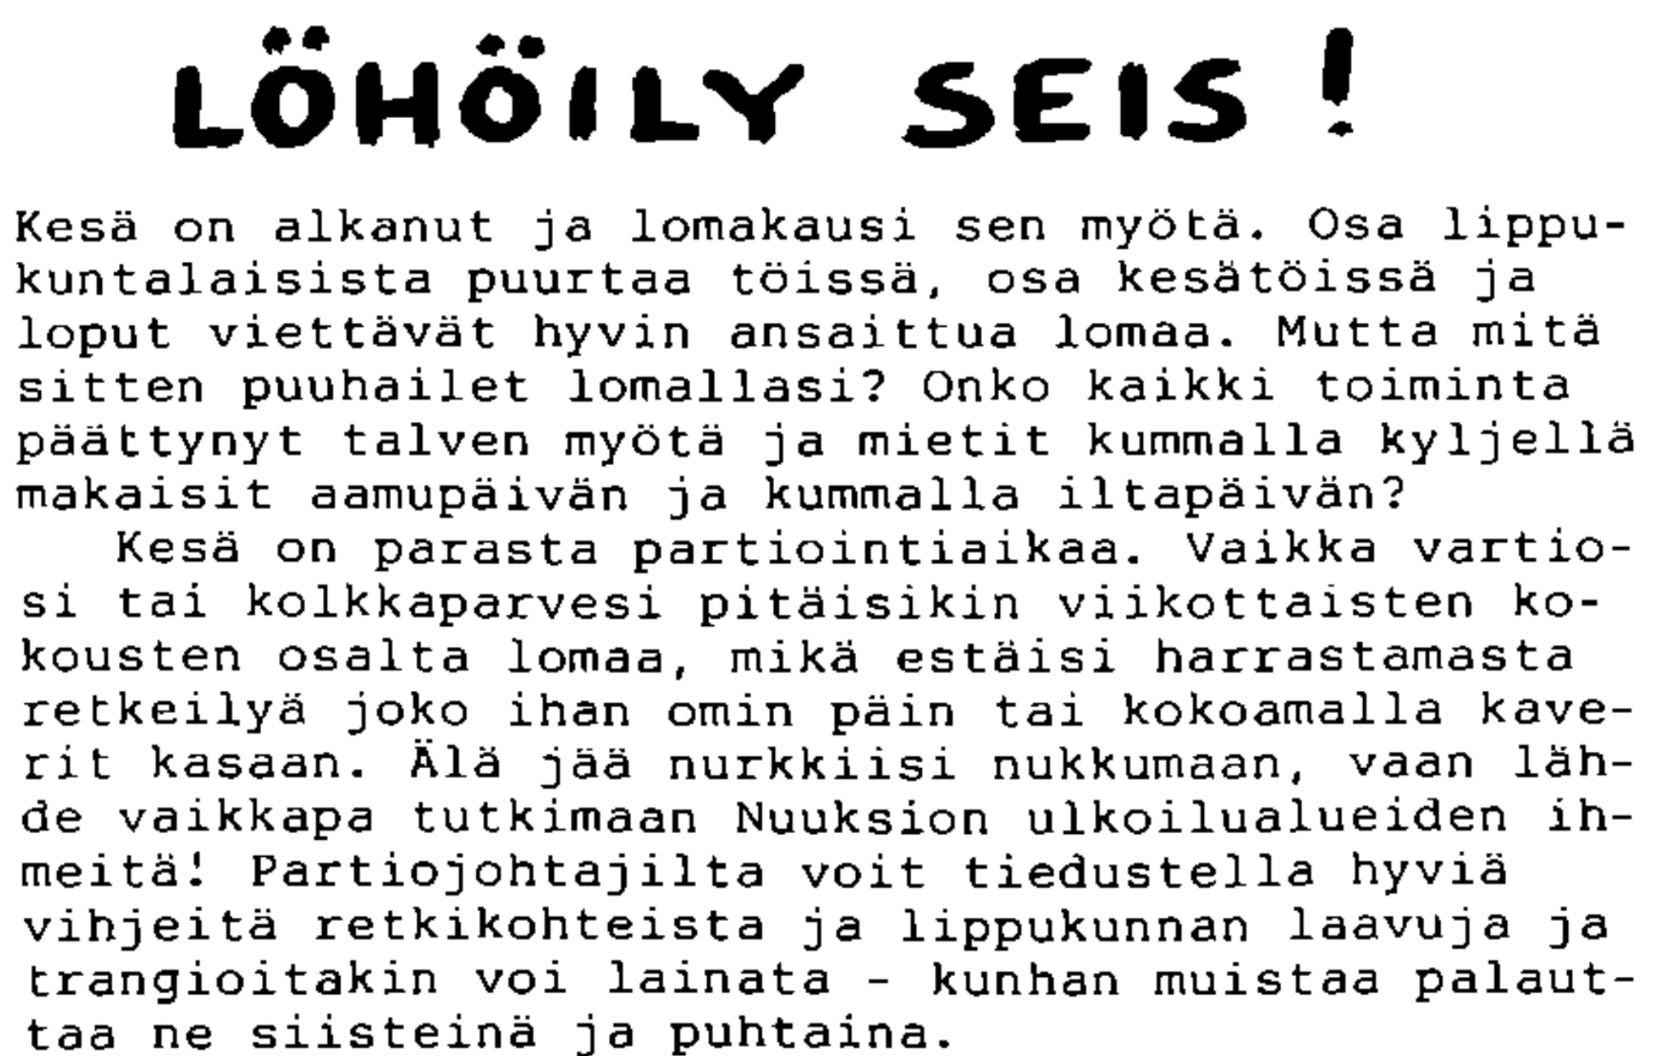 LÖHÖILY SEIS!
Kesä on alkanut ja lomakausi sen myötä. Osa lippu-
kuntalaisista puurtaa töissä, osa kesätöissä ja
loput viettävät hyvin ansaittua lomaa. Mutta mitä
sitten puuhailet lomallasi? Onko kaikki toiminta
päättynyt talven myötä ja mietit kummalla kyljellä
makaisit aamupäivän ja kummalla iltapäivän?
Kesä on parasta partiointiaikaa. Vaikka vartio-
si tai kolkkaparvesi pitäisikin viikottaisten ko-
kousten osalta lomaa, mikä estäisi harrastamasta
retkeilyä joko ihan omin päin tai kokoamalla kave-
rit kasaan. Älä jää nurkkiisi nukkumaan, vaan läh-
de vaikkapa tutkimaan Nuuksion ulkoilualueiden ih-
meitä! Partiojohtajilta voit tiedustella hyviä
vihjeitä retkikohteista ja lippukunnan laavuja ja
trangioitakin voi lainata - kunhan muistaa palaut-
taa ne siisteinä ja puhtaina.